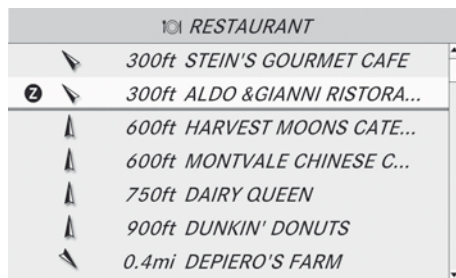 RESTAURANT
300ft STEIN'S GOURMET CAFE
Z 300ft ALDO &GIANNI RISTORA...
600ft HARVEST MOONS CATE...
600ft MONTVALE CHINESE C...
750ft DAIRY QUEEN
900ft DUNKIN' DONUTS
0.4mi DEPIERO'S FARM